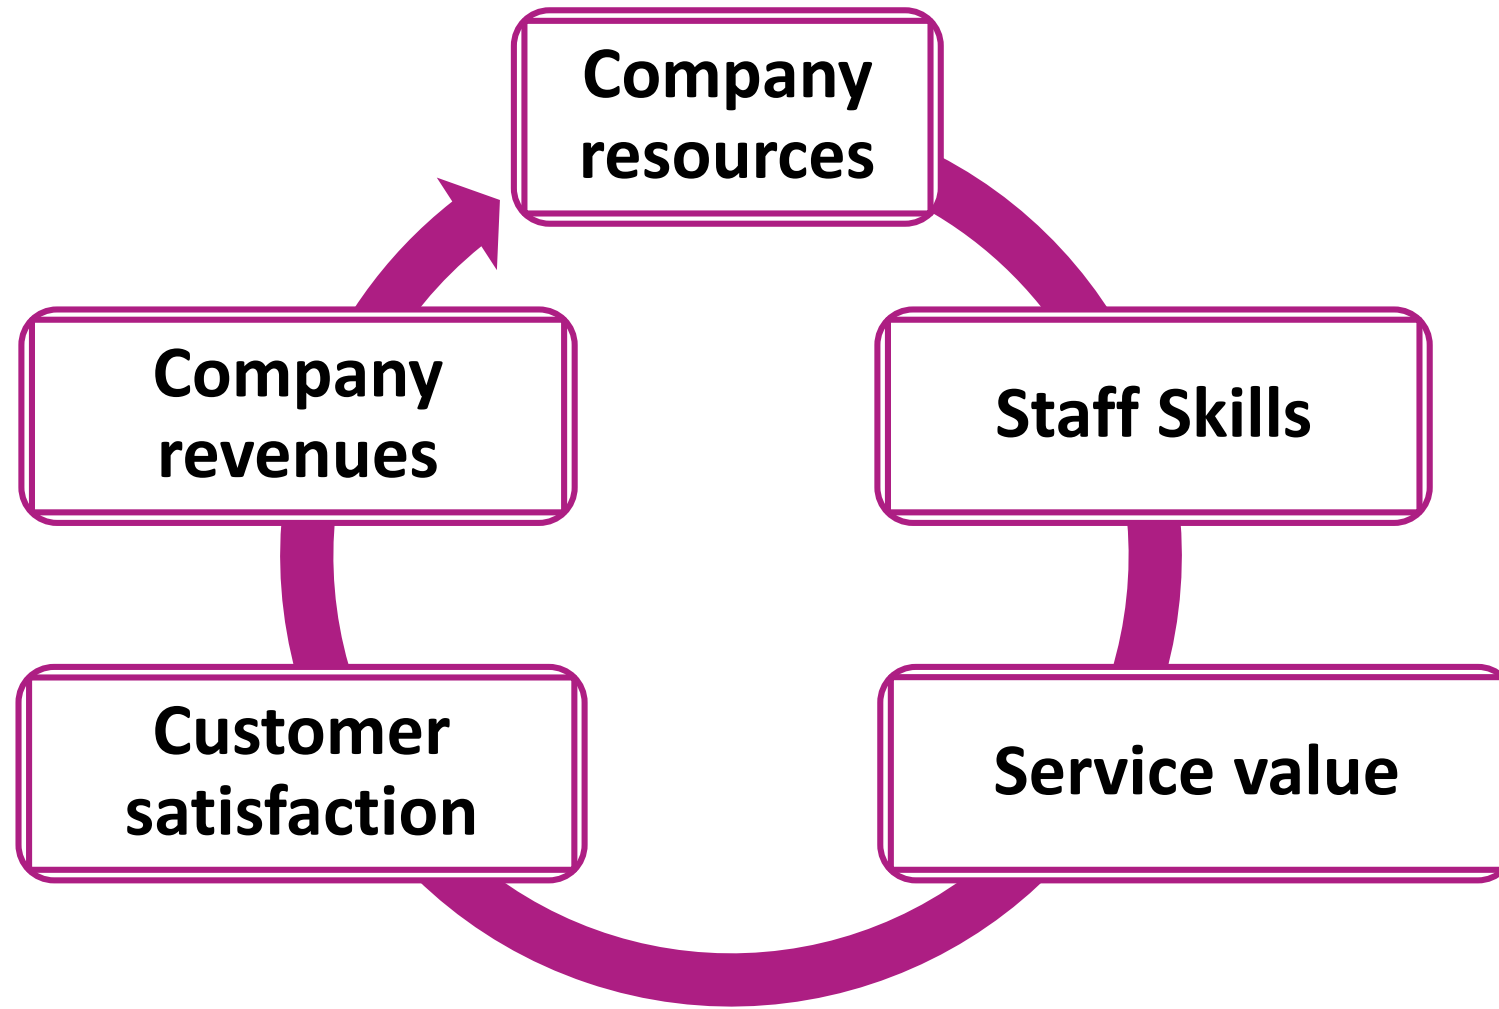 Company
resources
Staff Skills
Service value
Customer
satisfaction
Company
revenues